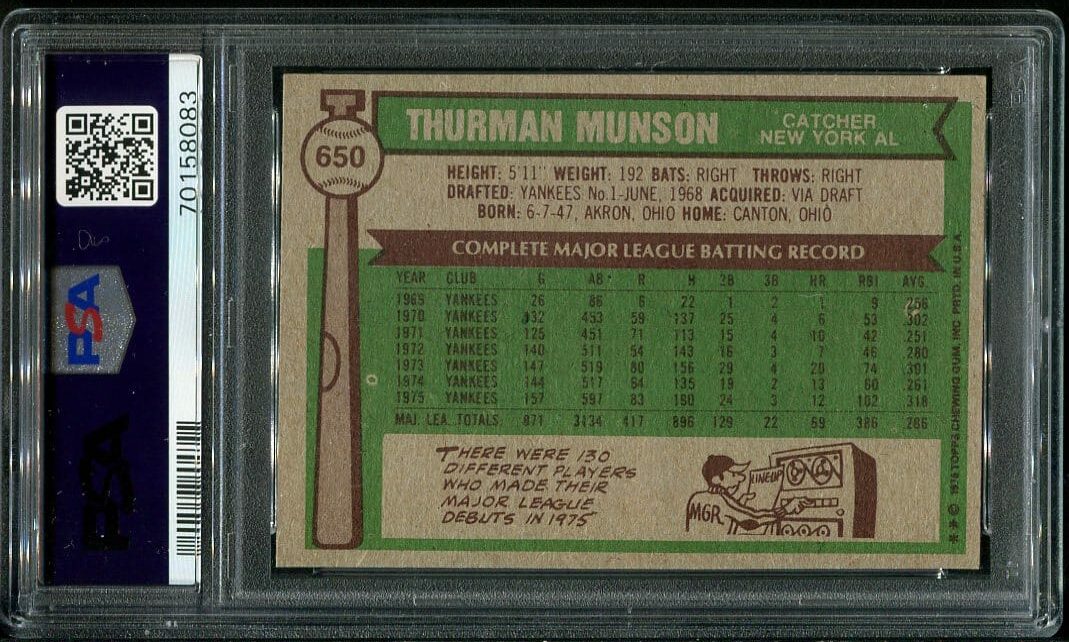 70158083
PSA
PSA
650
THURMAN MUNSON
CATCHER
NEW YORK AL
HEIGHT: 5'11" WEIGHT: 192 BATS: RIGHT THROWS: RIGHT
DRAFTED: YANKEES No.1-JUNE, 1968 ACQUIRED: VIA DRAFT
BORN: 6-7-47, AKRON, OHIO HOME: CANTON, OHIO
COMPLETE MAJOR LEAGUE BATTING RECORD
YEAR CLUB G AB R H 2B 3B HR RBI AVG.
1969 YANKEES 26 86 6 22 1 2 1 9 .256
1970 YANKEES 132 453 59 137 25 4 6 53 .302
1971 YANKEES 125 451 71 113 15 4 10 42 .251
1972 YANKEES 140 511 54 143 16 3 7 46 .280
1973 YANKEES 147 519 80 156 29 4 20 74 .301
1974 YANKEES 144 517 64 135 19 2 13 60 .261
1975 YANKEES 157 597 83 190 24 3 12 102 .318
MAJ. LEA. TOTALS 871 3134 417 896 129 22 69 386 .286
THERE WERE 130
DIFFERENT PLAYERS
WHO MADE THEIR
MAJOR LEAGUE
DEBUTS IN 1975
LINEUP
MGR.
** © 1976 TOPPS CHEWING GUM, INC. PRTD. IN U.S.A.